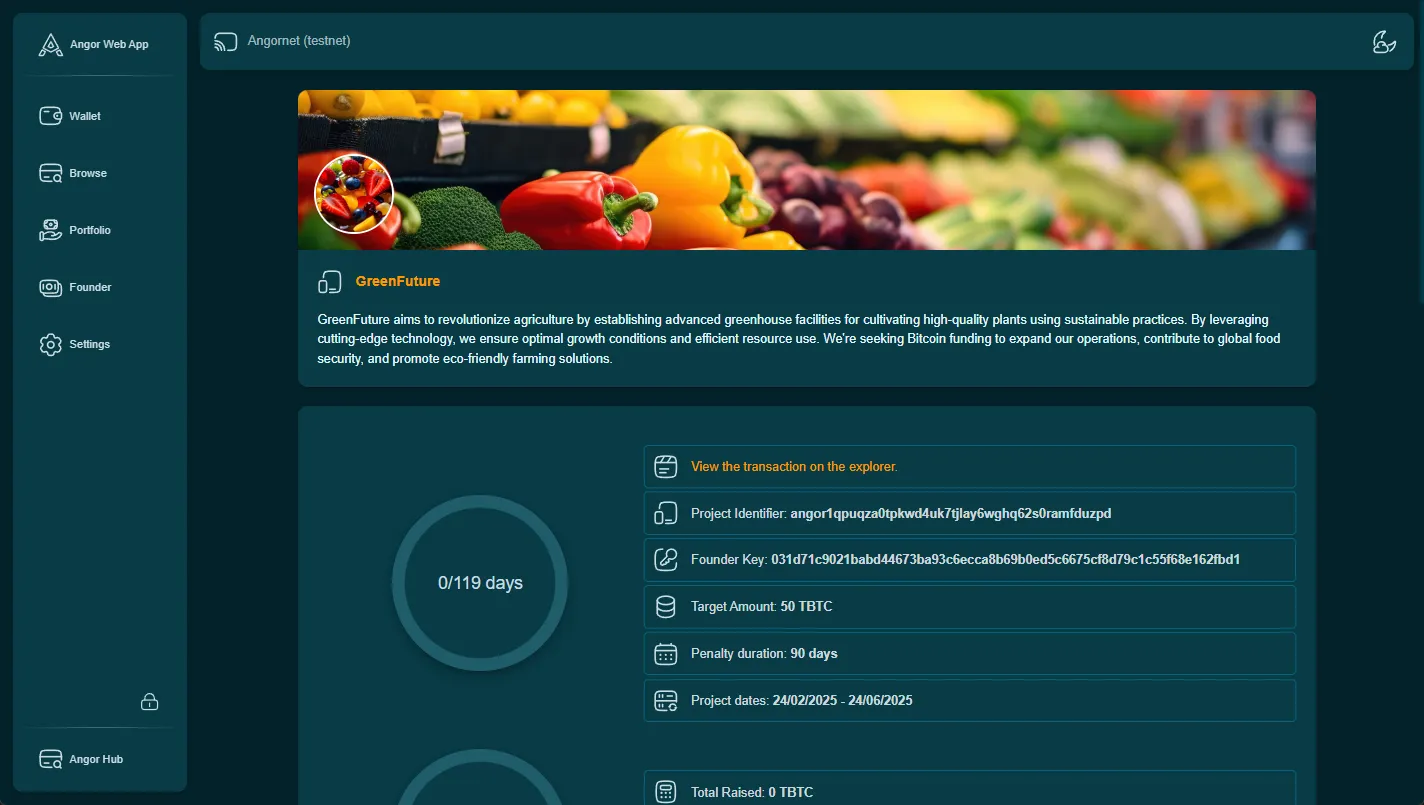 Angor Web App
Wallet
Browse
Portfolio
Founder
Settings
Angor Hub
Angornet (testnet)
GreenFuture
GreenFuture aims to revolutionize agriculture by establishing advanced greenhouse facilities for cultivating high-quality plants using sustainable practices. By leveraging
cutting-edge technology, we ensure optimal growth conditions and efficient resource use. We're seeking Bitcoin funding to expand our operations, contribute to global food
security, and promote eco-friendly farming solutions.
0/119 days
View the transaction on the explorer.
Project Identifier: angor1qpuqza0tpkwd4uk7tjlay6wghq62s0ramfduzpd
Founder Key: 031d71c9021babd44673ba93c6ecca8b69b0ed5c6675cf8d79c1c55f68e162fbd1
Target Amount: 50 TBTC
Penalty duration: 90 days
Project dates: 24/02/2025 - 24/06/2025
Total Raised: 0 TBTC